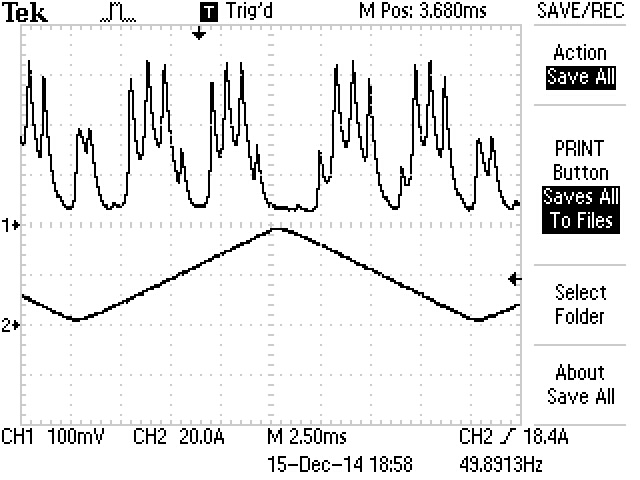 Tek T Trig'd M Pos: 3.680ms SAVE/REC
Action
Save All
PRINT
Button
Saves All
To Files
1
2
Select
Folder
About
Save All
CH1 100mV CH2 20.0A M 2.50ms CH2 18.4A
15-Dec-14 18:58 49.8913Hz